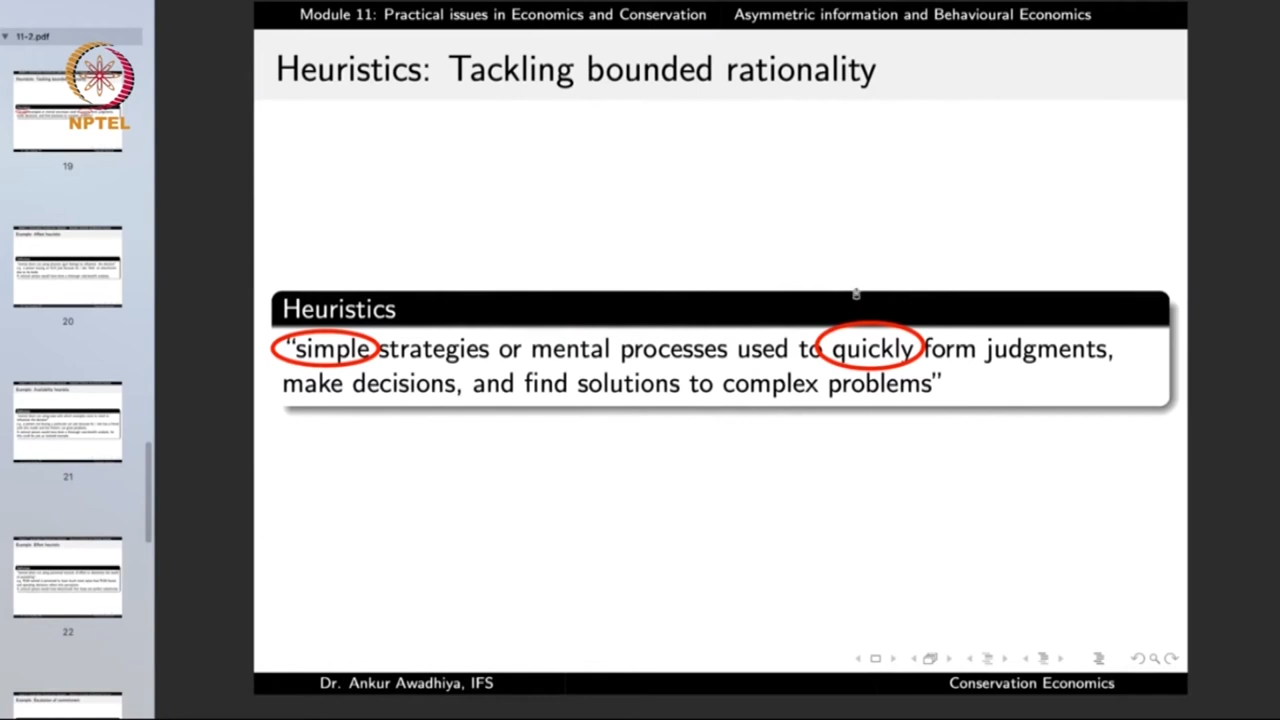 Module 11: Practical issues in Economics and Conservation Asymmetric information and Behavioural Economics
11-2.pdf
NPTEL
19
20
21
22
Heuristics: Tackling bounded rationality
Heuristics
“simple strategies or mental processes used to quickly form judgments,
make decisions, and find solutions to complex problems”
Dr. Ankur Awadhiya, IFS Conservation Economics